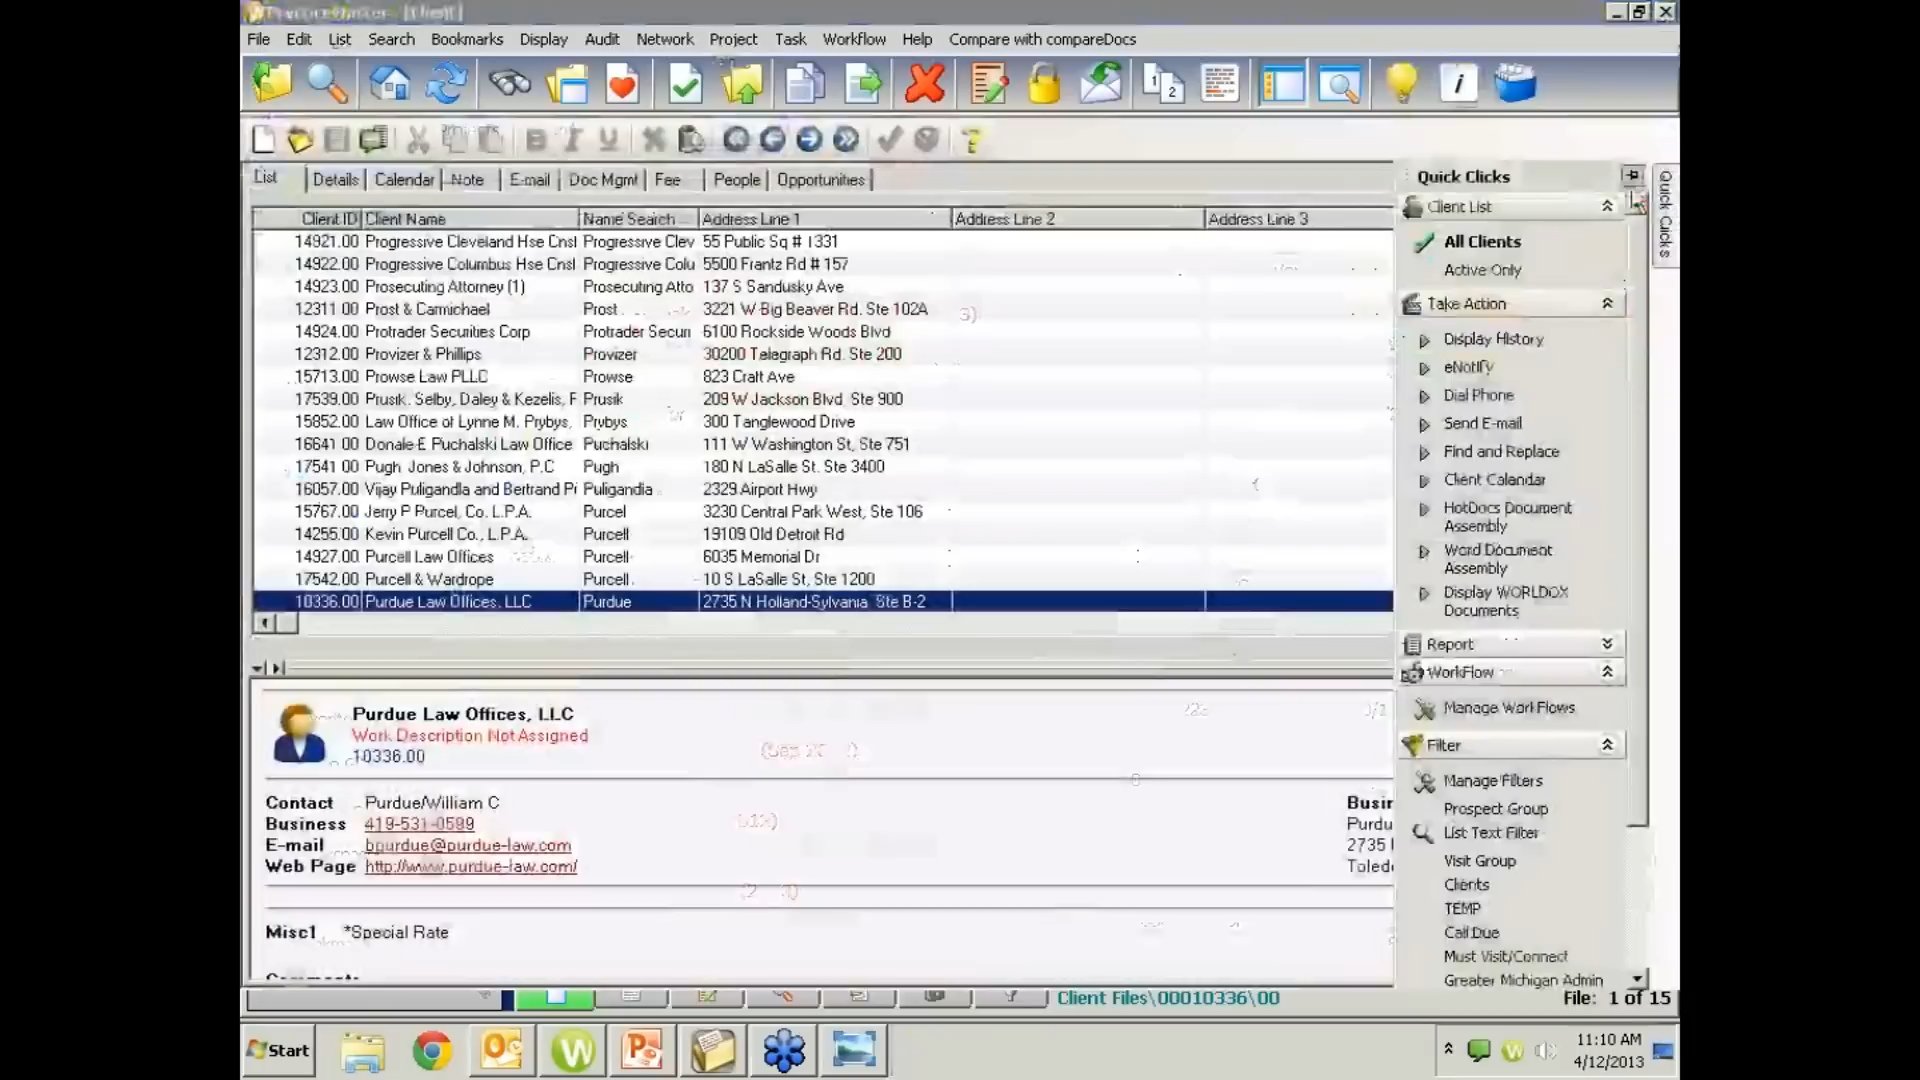 File Edit List Search Bookmarks Display Audit Network Project Task Workflow Help Compare with compareDocs
List Details Calendar Note E-mail Doc Mgmt Fee People Opportunities
Client ID Client Name Name Search Address Line 1 Address Line 2 Address Line 3
14921.00 Progressive Cleveland Hse Cnsl Progressive Clev 55 Public Sq # 1331
14922.00 Progressive Columbus Hse Cnsl Progressive Colu 5500 Frantz Rd # 157
14923.00 Prosecuting Attorney (1) Prosecuting Atto 137 S Sandusky Ave
12311.00 Prost & Carmichael Prost 3221 W Big Beaver Rd. Ste 102A
14924.00 Protrader Securities Corp Protrader Securi 6100 Rockside Woods Blvd
12312.00 Provizer & Phillips Provizer 30200 Telegraph Rd. Ste 200
15713.00 Prowse Law PLLC Prowse 823 Craft Ave
17539.00 Prusik, Selby, Daley & Kezelis, P Prusik 209 W Jackson Blvd Ste 900
15852.00 Law Office of Lynne M. Prybys, Prybys 300 Tanglewood Drive
16641 00 Donale E Puchalski Law Office Puchalski 111 W Washington St, Ste 751
17541 00 Pugh Jones & Johnson, P.C Pugh 180 N LaSalle St. Ste 3400
16057.00 Vijay Puligandla and Bertrand Pi Puligandla 2329 Airport Hwy
15767.00 Jerry P Purcel, Co. L.P.A. Purcel 3230 Central Park West, Ste 106
14255.00 Kevin Purcell Co., L.P.A. Purcell 19109 Old Detroit Rd
14927.00 Purcell Law Offices Purcell 6035 Memorial Dr
17542.00 Purcell & Wardrope Purcell 10 S LaSalle St, Ste 1200
10336.00 Purdue Law Offices, LLC Purdue 2735 N Holland-Sylvania Ste B-2
Purdue Law Offices, LLC
Work Description Not Assigned
10336.00
Contact Purdue/William C
Business 419-531-0599
E-mail bpurdue@purdue-law.com
Web Page http://www.purdue-law.com/
Busir
Purdu
2735
Toled
Misc1 *Special Rate
Quick Clicks
Quick Clicks
Client List
All Clients
Active Only
Take Action
Display History
eNotify
Dial Phone
Send E-mail
Find and Replace
Client Calendar
HotDocs Document
Assembly
Word Document
Assembly
Display WORLDOX
Documents
Report
WorkFlow
Manage WorkFlows
Filter
Manage Filters
Prospect Group
List Text Filter
Visit Group
Clients
TEMP
Call Due
Must Visit/Connect
Greater Michigan Admin
Client Files\00010336\00
File: 1 of 15
Start
11:10 AM
4/12/2013